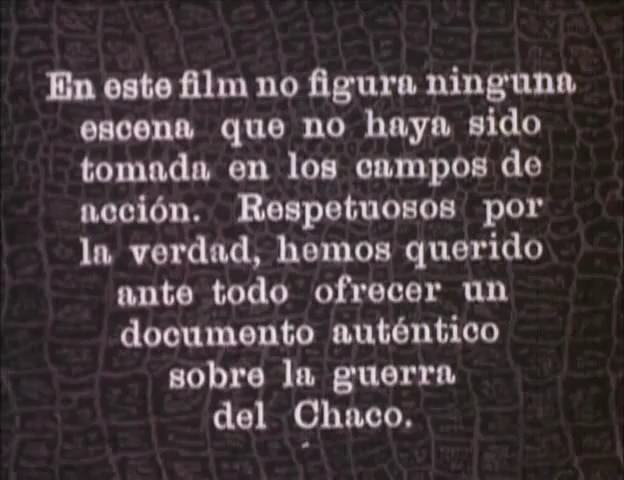 En este film no figura ninguna
escena que no haya sido
tomada en los campos de
acción. Respetuosos por
la verdad, hemos querido
ante todo ofrecer un
documento auténtico
sobre la guerra
del Chaco.